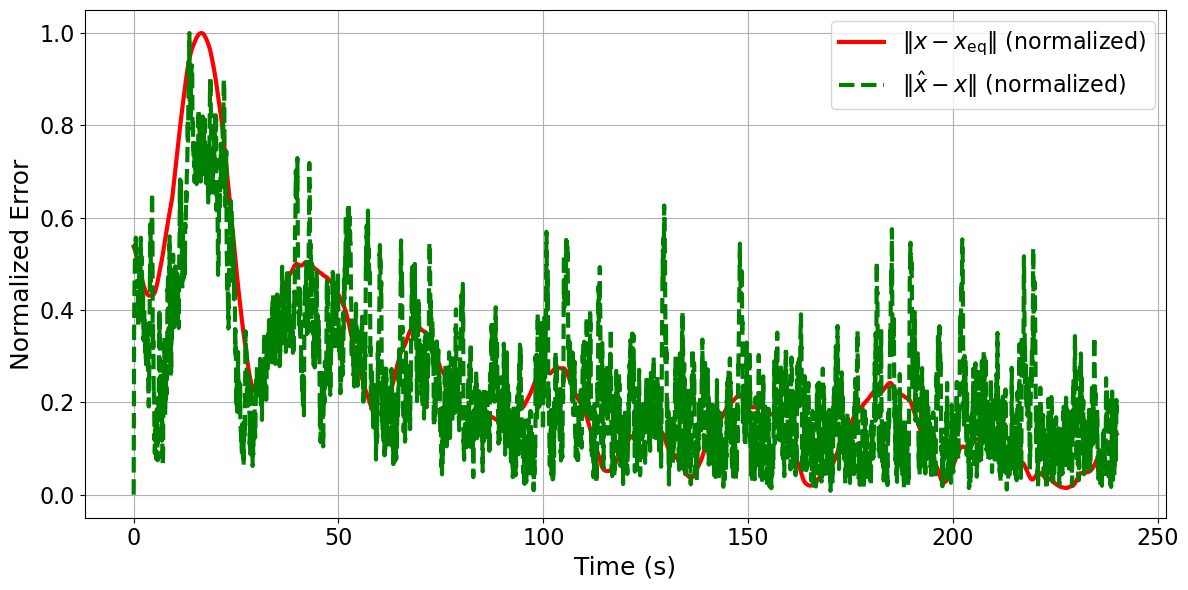 ‖x − x_eq‖ (normalized)
‖x̂ − x‖ (normalized)
Normalized Error
1.0
0.8
0.6
0.4
0.2
0.0
0 50 100 150 200 250
Time (s)